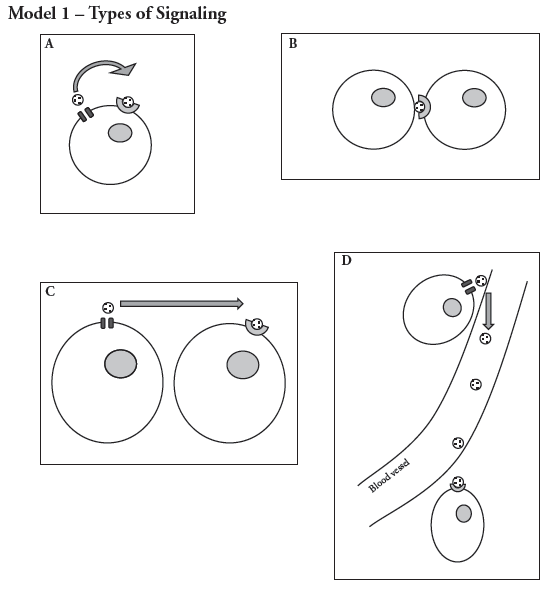 Model 1 – Types of Signaling
A
B
C
D
Blood vessel